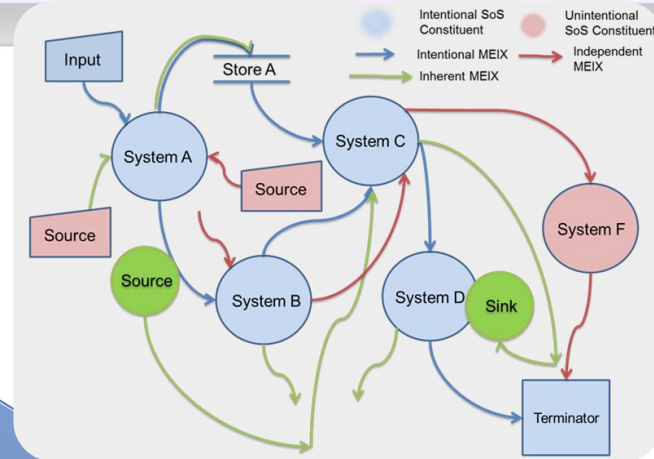 Intentional SoS
Constituent
Unintentional
SoS Constituent
Intentional MEIX
Independent
MEIX
Inherent MEIX
Input
Store A
System A
System C
Source
Source
System F
Source
System B
System D
Sink
Terminator